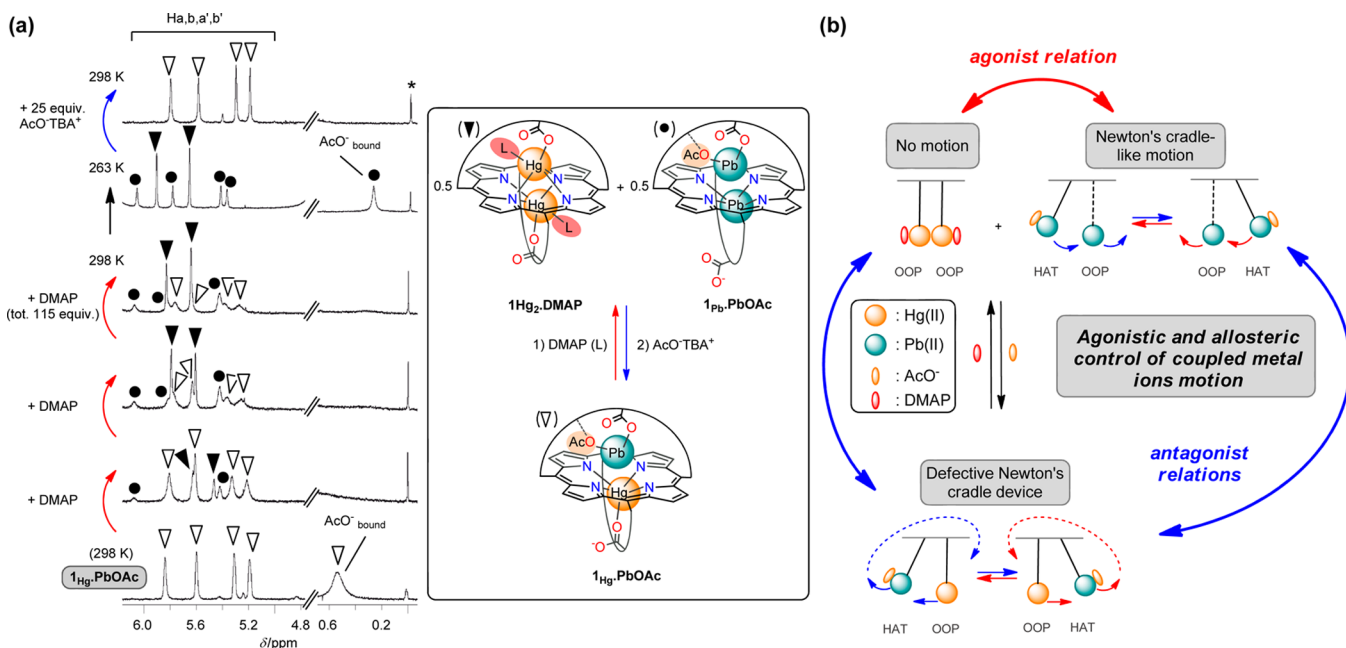 (a)
Ha,b,a',b'
298 K
+ 25 equiv.
AcO⁻TBA⁺
*
AcO⁻ bound
263 K
298 K
+ DMAP
(tot. 115 equiv.)
+ DMAP
+ DMAP
AcO⁻ bound
(298 K)
1Hg.PbOAc
6.0 5.6 5.2 4.8 0.6 0.2
δ/ppm
(▼)
(●)
O O
L
Hg
N N
N N
Hg
L
O
O
0.5
+
0.5
O O
AcO
Pb
N N
N N
Pb
O
O⁻
1Hg₂.DMAP
1Pb.PbOAc
1) DMAP (L)
2) AcO⁻TBA⁺
(▽)
O O
AcO
Pb
N N
N N
Hg
O
⁻O
1Hg.PbOAc
(b)
agonist relation
No motion
Newton's cradle-
like motion
+
OOP OOP
HAT OOP
OOP HAT
: Hg(II)
: Pb(II)
: AcO⁻
: DMAP
Agonistic and allosteric
control of coupled metal
ions motion
antagonist
relations
Defective Newton's
cradle device
HAT OOP
OOP HAT